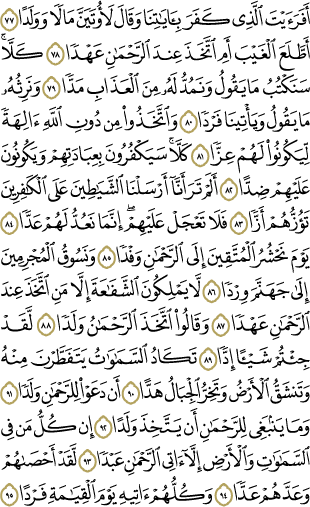 أَفَرَءَيْتَ ٱلَّذِى كَفَرَ بِـَٔايَـٰتِنَا وَقَالَ لَأُوتَيَنَّ مَالًا وَوَلَدًا ٧٧
أَطَّلَعَ ٱلْغَيْبَ أَمِ ٱتَّخَذَ عِندَ ٱلرَّحْمَـٰنِ عَهْدًا ٧٨ كَلَّا ۚ
سَنَكْتُبُ مَا يَقُولُ وَنَمُدُّ لَهُۥ مِنَ ٱلْعَذَابِ مَدًّا ٧٩ وَنَرِثُهُۥ
مَا يَقُولُ وَيَأْتِينَا فَرْدًا ٨٠ وَٱتَّخَذُوا۟ مِن دُونِ ٱللَّهِ ءَالِهَةً
لِّيَكُونُوا۟ لَهُمْ عِزًّا ٨١ كَلَّا ۚ سَيَكْفُرُونَ بِعِبَادَتِهِمْ وَيَكُونُونَ
عَلَيْهِمْ ضِدًّا ٨٢ أَلَمْ تَرَ أَنَّآ أَرْسَلْنَا ٱلشَّيَـٰطِينَ عَلَى ٱلْكَـٰفِرِينَ
تَؤُزُّهُمْ أَزًّا ٨٣ فَلَا تَعْجَلْ عَلَيْهِمْ ۖ إِنَّمَا نَعُدُّ لَهُمْ عَدًّا ٨٤
يَوْمَ نَحْشُرُ ٱلْمُتَّقِينَ إِلَى ٱلرَّحْمَـٰنِ وَفْدًا ٨٥ وَنَسُوقُ ٱلْمُجْرِمِينَ
إِلَىٰ جَهَنَّمَ وِرْدًا ٨٦ لَّا يَمْلِكُونَ ٱلشَّفَـٰعَةَ إِلَّا مَنِ ٱتَّخَذَ عِندَ
ٱلرَّحْمَـٰنِ عَهْدًا ٨٧ وَقَالُوا۟ ٱتَّخَذَ ٱلرَّحْمَـٰنُ وَلَدًا ٨٨ لَّقَدْ
جِئْتُمْ شَيْـًٔا إِدًّا ٨٩ تَكَادُ ٱلسَّمَـٰوَٰتُ يَتَفَطَّرْنَ مِنْهُ
وَتَنشَقُّ ٱلْأَرْضُ وَتَخِرُّ ٱلْجِبَالُ هَدًّا ٩٠ أَن دَعَوْا۟ لِلرَّحْمَـٰنِ وَلَدًا ٩١
وَمَا يَنۢبَغِى لِلرَّحْمَـٰنِ أَن يَتَّخِذَ وَلَدًا ٩٢ إِن كُلُّ مَن فِى
ٱلسَّمَـٰوَٰتِ وَٱلْأَرْضِ إِلَّآ ءَاتِى ٱلرَّحْمَـٰنِ عَبْدًا ٩٣ لَّقَدْ أَحْصَىٰهُمْ
وَعَدَّهُمْ عَدًّا ٩٤ وَكُلُّهُمْ ءَاتِيهِ يَوْمَ ٱلْقِيَـٰمَةِ فَرْدًا ٩٥